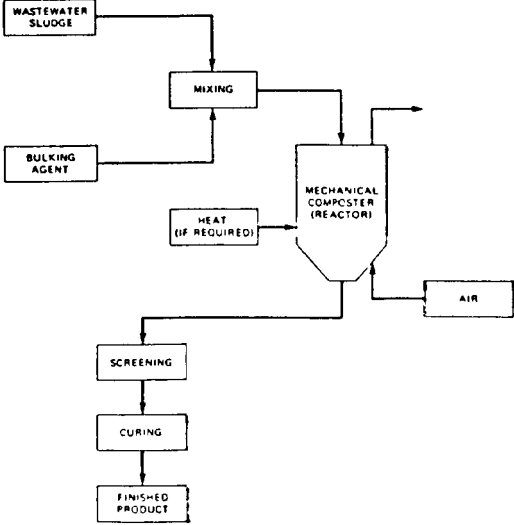 WASTEWATER
SLUDGE
MIXING
BULKING
AGENT
MECHANICAL
COMPOSTER
(REACTOR)
HEAT
(IF REQUIRED)
AIR
SCREENING
CURING
FINISHED
PRODUCT